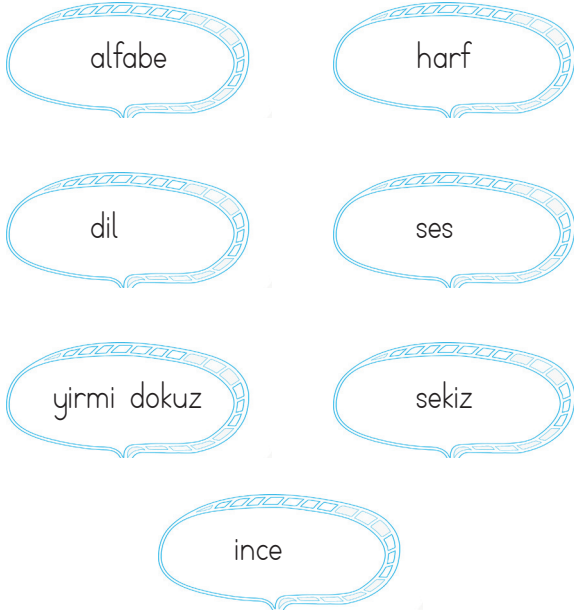 alfabe
harf
dil
ses
yirmi dokuz
sekiz
ince